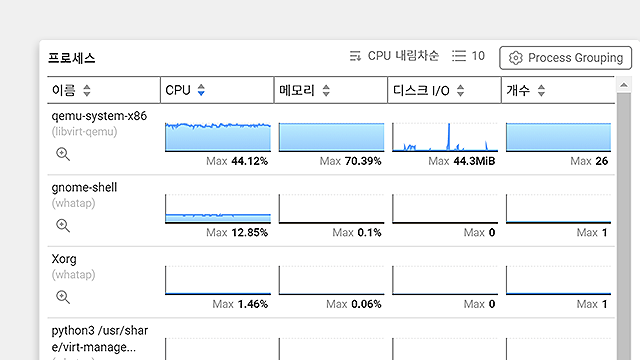 프로세스 CPU 내림차순 10 Process Grouping
이름 CPU 메모리 디스크 I/O 개수
qemu-system-x86
(libvirt-qemu)
Max 44.12% Max 70.39% Max 44.3MiB Max 26
gnome-shell
(whatap)
Max 12.85% Max 0.1% Max 0 Max 1
Xorg
(whatap)
Max 1.46% Max 0.06% Max 0 Max 1
python3 /usr/shar
e/virt-manage...
(whatap)